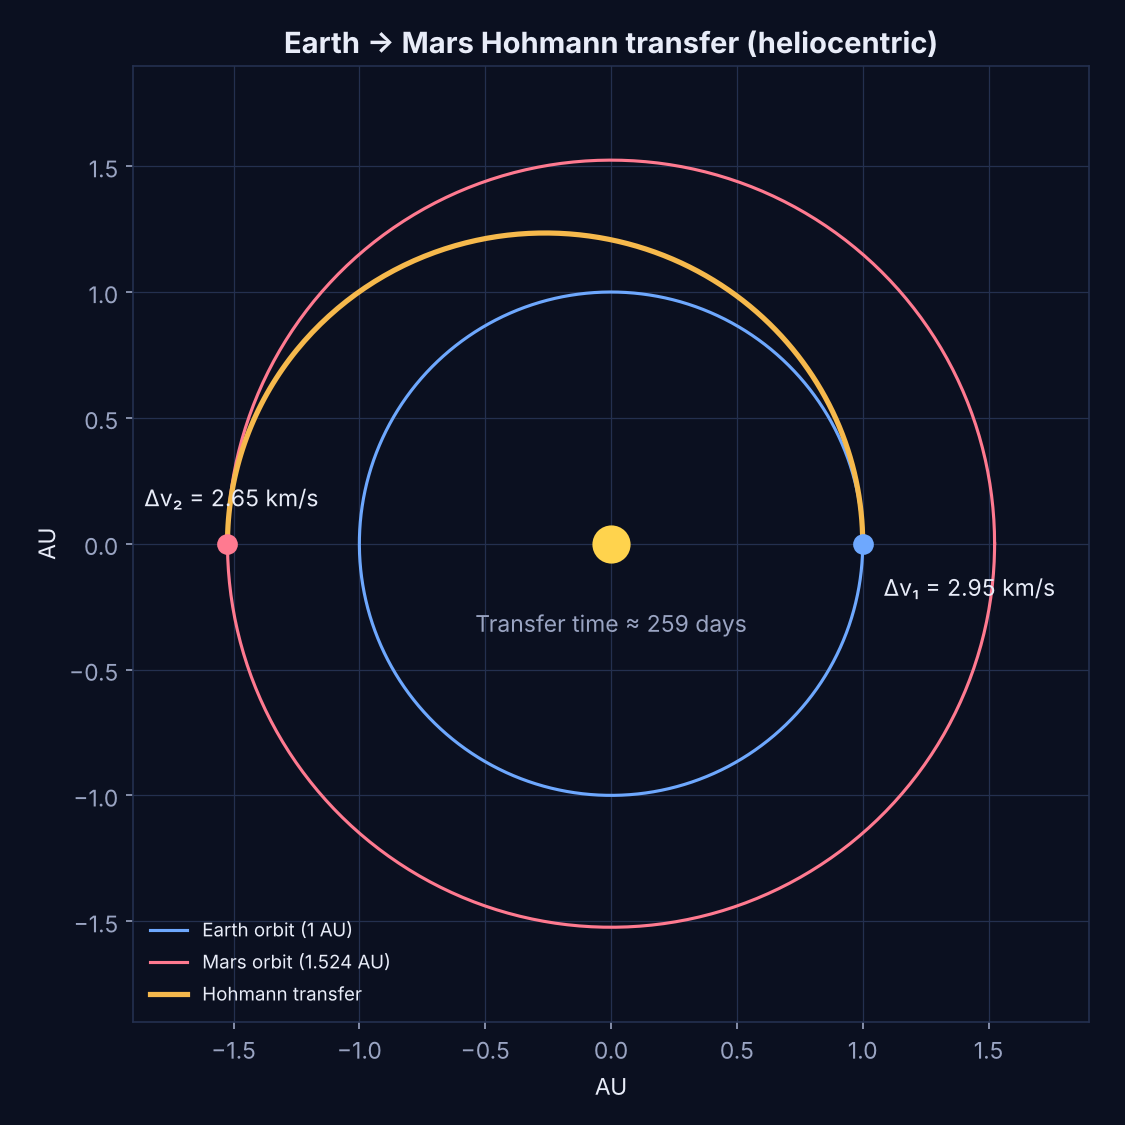 Earth → Mars Hohmann transfer (heliocentric)
1.5
1.0
0.5
Δv₂ = 2.65 km/s
AU
0.0
Δv₁ = 2.95 km/s
Transfer time ≈ 259 days
−0.5
−1.0
−1.5
Earth orbit (1 AU)
Mars orbit (1.524 AU)
Hohmann transfer
−1.5 −1.0 −0.5 0.0 0.5 1.0 1.5
AU